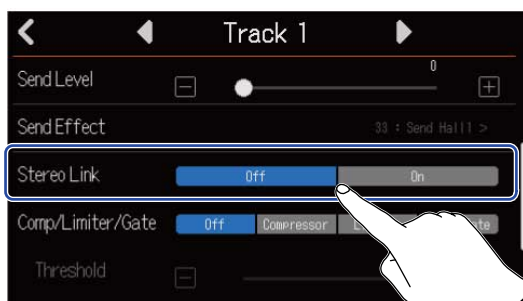 Track 1
Send Level 0
Send Effect 33 : Send Hall1 >
Stereo Link Off On
Comp/Limiter/Gate Off Compressor
Threshold